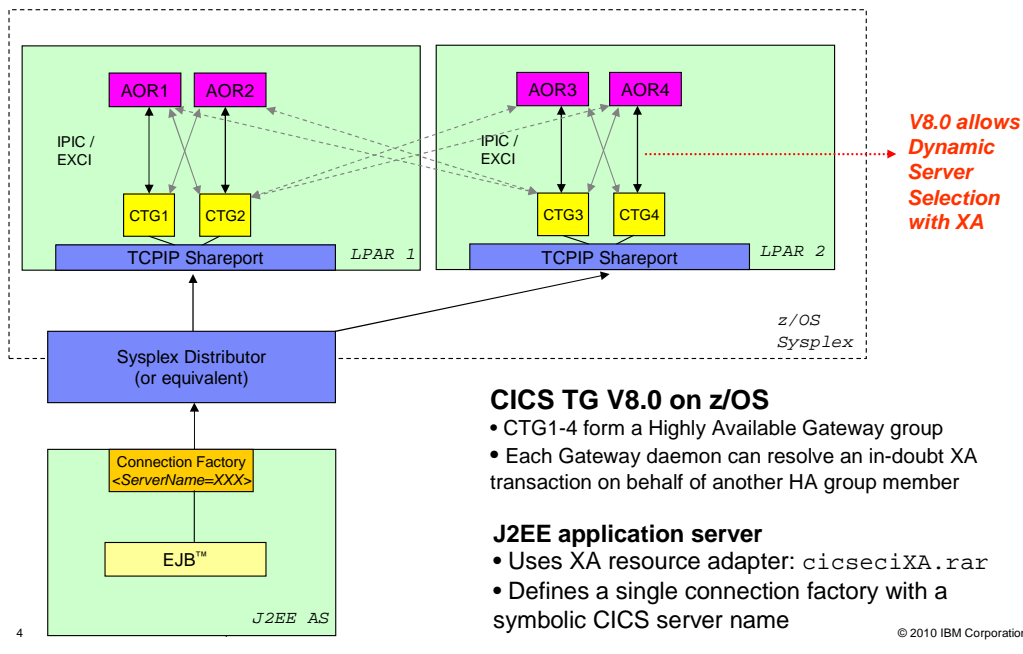 AOR1
AOR2
AOR3
AOR4
IPIC /
EXCI
IPIC /
EXCI
V8.0 allows
Dynamic
Server
Selection
with XA
CTG1
CTG2
CTG3
CTG4
TCPIP Shareport
LPAR 1
TCPIP Shareport
LPAR 2
z/OS
Sysplex
Sysplex Distributor
(or equivalent)
CICS TG V8.0 on z/OS
• CTG1-4 form a Highly Available Gateway group
• Each Gateway daemon can resolve an in-doubt XA
transaction on behalf of another HA group member
Connection Factory
<ServerName=XXX>
EJB™
J2EE AS
J2EE application server
• Uses XA resource adapter: cicseciXA.rar
• Defines a single connection factory with a
symbolic CICS server name
4
© 2010 IBM Corporation